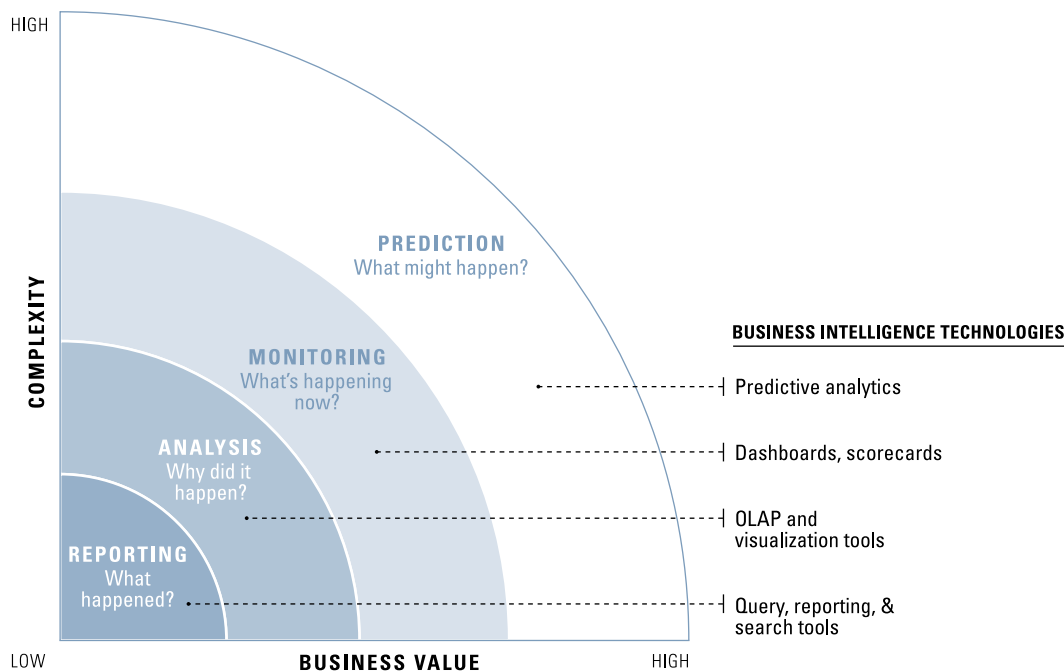 HIGH
COMPLEXITY
PREDICTION
What might happen?
MONITORING
What's happening
now?
ANALYSIS
Why did it
happen?
REPORTING
What
happened?
BUSINESS INTELLIGENCE TECHNOLOGIES
Predictive analytics
Dashboards, scorecards
OLAP and
visualization tools
Query, reporting, &
search tools
LOW
BUSINESS VALUE
HIGH